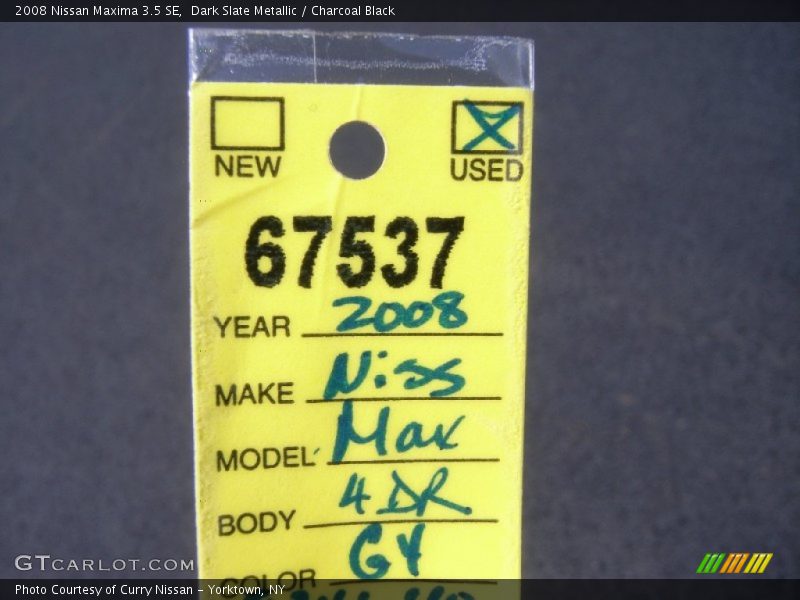 2008 Nissan Maxima 3.5 SE, Dark Slate Metallic / Charcoal Black
NEW USED
67537
YEAR 2008
MAKE Niss
MODEL Max
BODY 4 DR
COLOR GY
GTCARLOT.COM
Photo Courtesy of Curry Nissan - Yorktown, NY